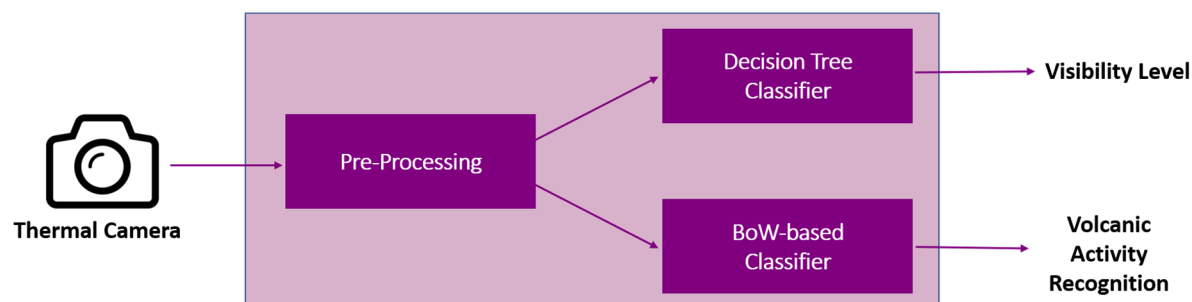 Thermal Camera
Pre-Processing
Decision Tree
Classifier
BoW-based
Classifier
Visibility Level
Volcanic
Activity
Recognition